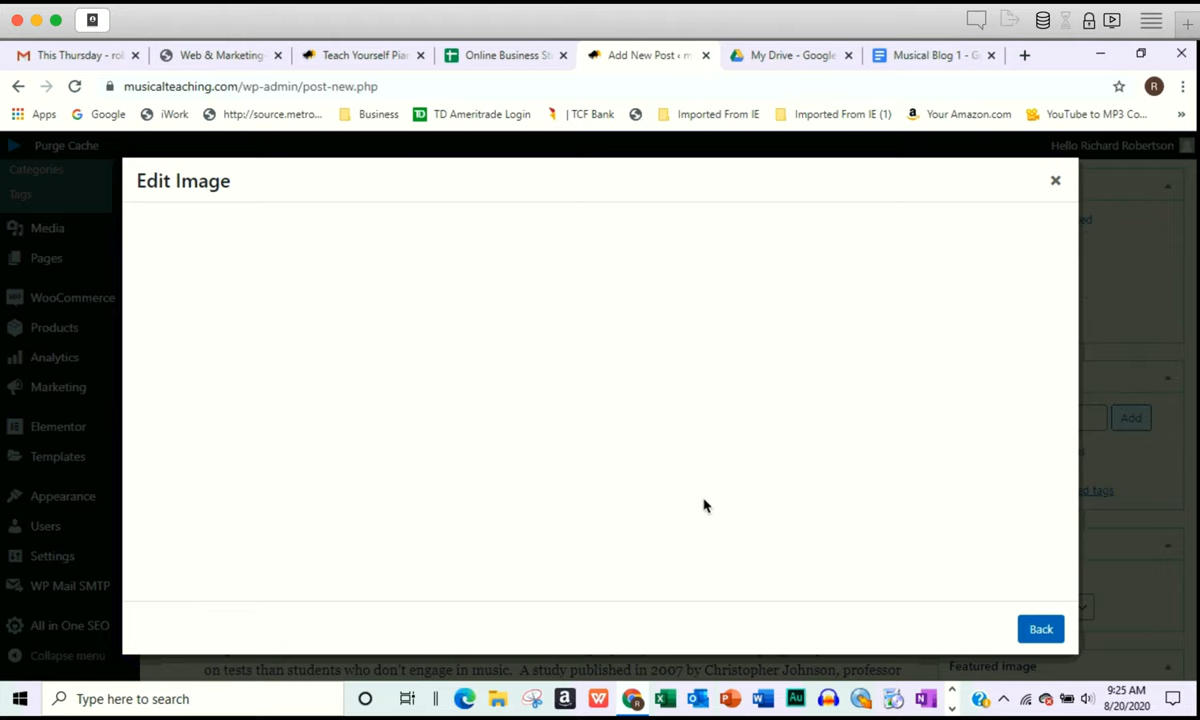 This Thursday - rol
Web & Marketing
Teach Yourself Pia
Online Business St
Add New Post ‹ m
My Drive - Google
Musical Blog 1 - G
musicalteaching.com/wp-admin/post-new.php
R
Apps
Google
iWork
http://source.metro...
Business
TD Ameritrade Login
| TCF Bank
Imported From IE
Imported From IE (1)
Your Amazon.com
YouTube to MP3 Co...
»
Purge Cache
Hello Richard Robertson
Categories
Tags
Media
Pages
WooCommerce
Products
Analytics
Marketing
Elementor
Templates
Appearance
Users
Settings
WP Mail SMTP
All in One SEO
Collapse menu
Edit Image
ed
Add
ed tags
Back
on tests than students who don't engage in music. A study published in 2007 by Christopher Johnson, professor
Featured image
Type here to search
9:25 AM
8/20/2020